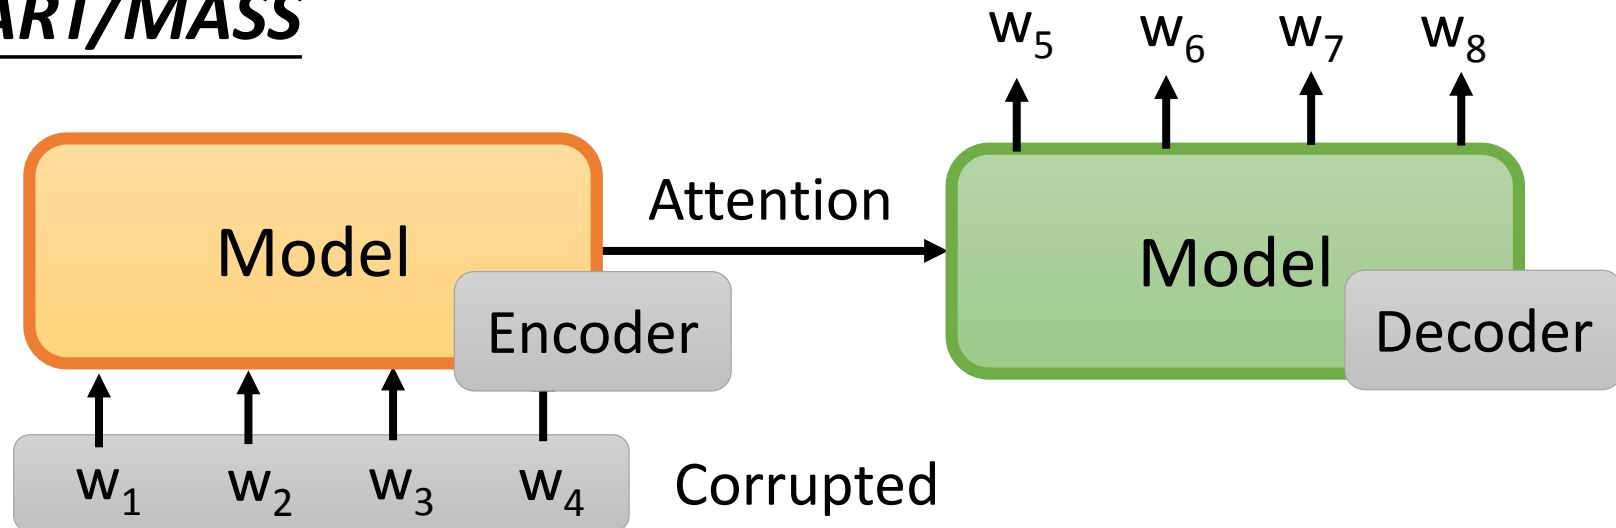 ART/MASS
w5 w6 w7 w8
Attention
Model
Model
Encoder
Decoder
w1 w2 w3 w4
Corrupted